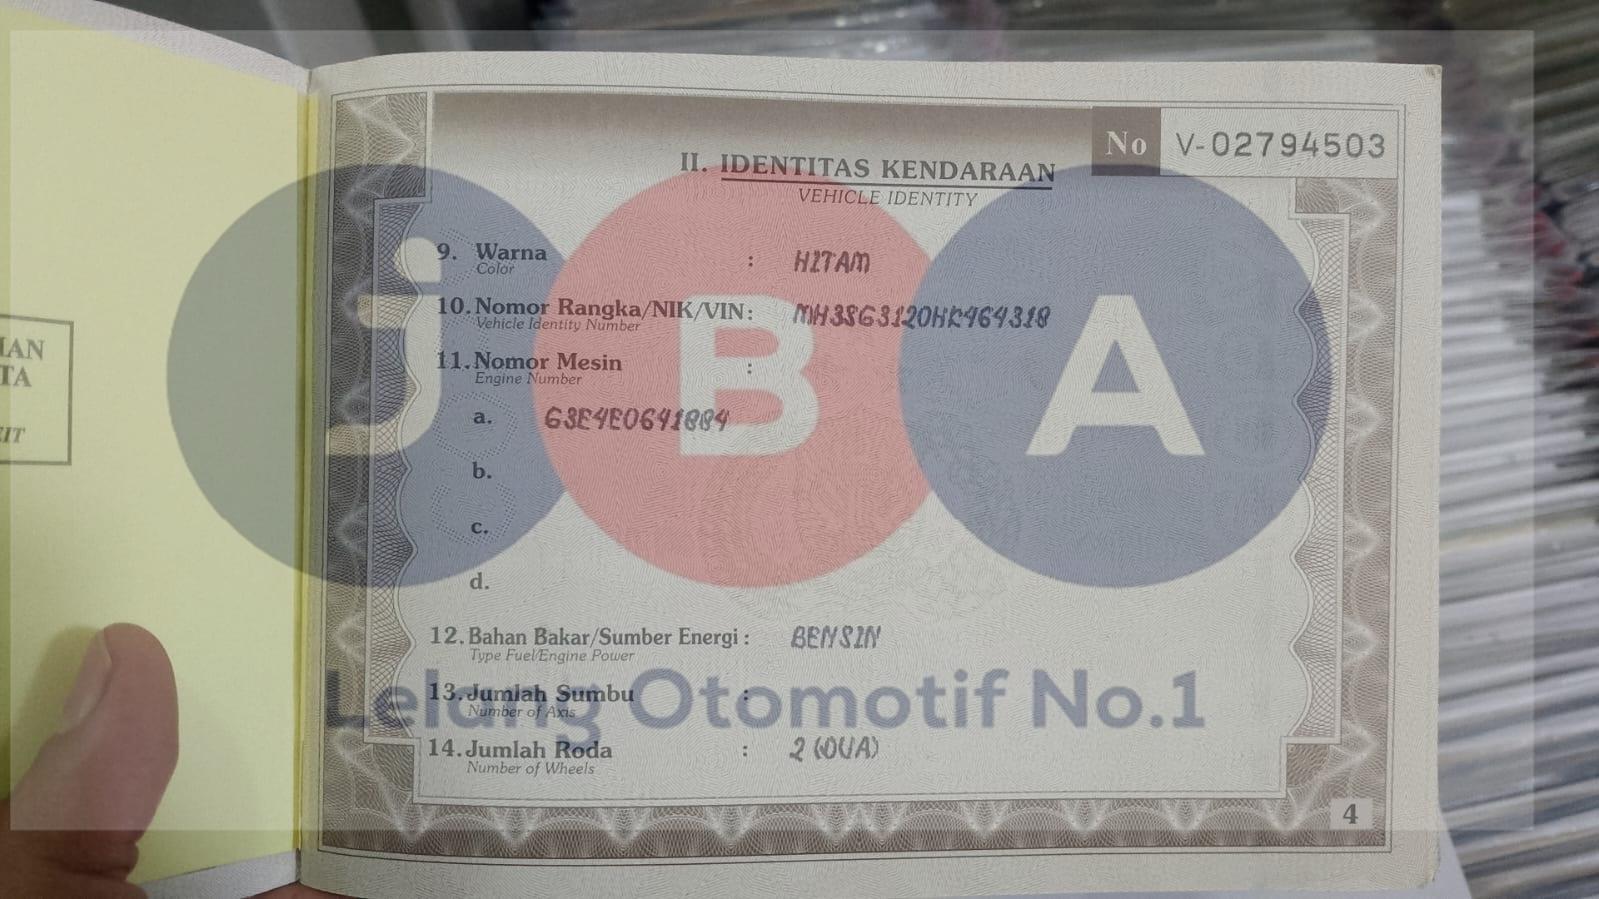 IAN
TA
EIT
No V-02794503
II. IDENTITAS KENDARAAN
VEHICLE IDENTITY
9. Warna : HITAM
Color
10. Nomor Rangka/NIK/VIN: MH3SG3120HK464318
Vehicle Identity Number
11. Nomor Mesin :
Engine Number
a. G3E4E0641884
b.
c.
d.
12. Bahan Bakar/Sumber Energi : BENSIN
Type Fuel/Engine Power
13. Jumlah Sumbu :
Number of Axis
14. Jumlah Roda : 2 (DUA)
Number of Wheels
4
j B A
Lelang Otomotif No.1